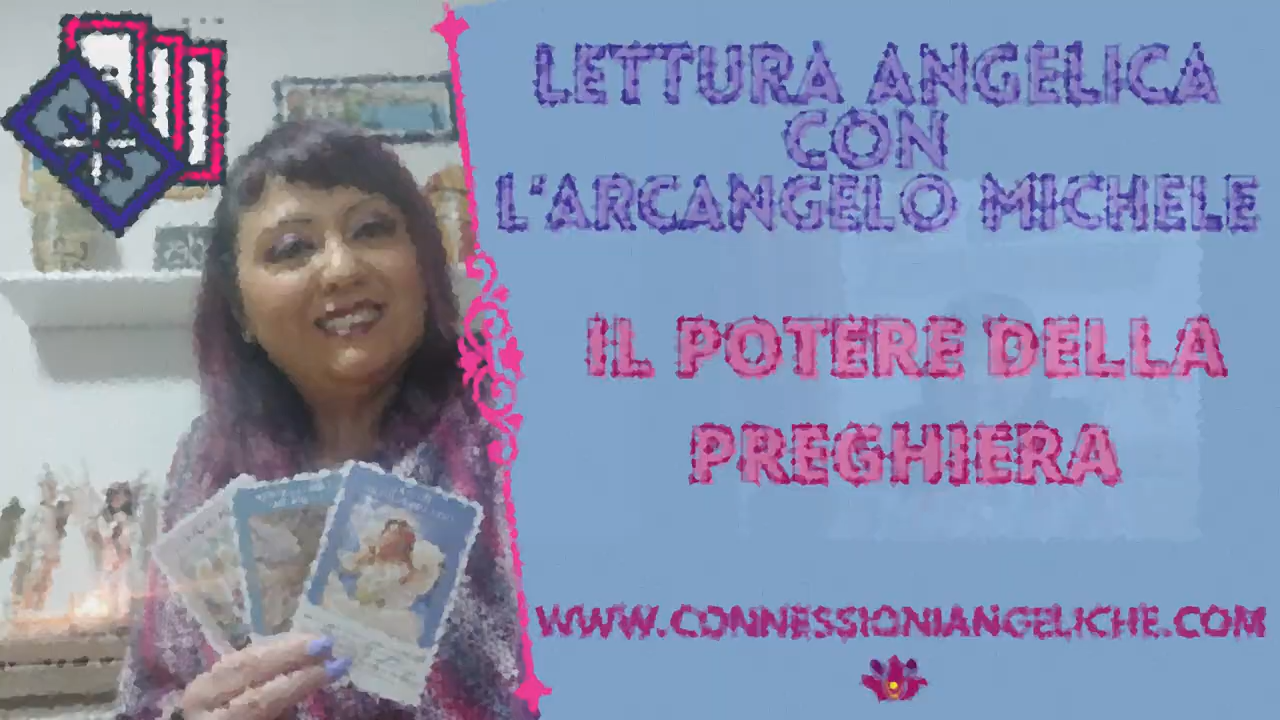 LETTURA ANGELICA
CON
L'ARCANGELO MICHELE
IL POTERE DELLA
PREGHIERA
WWW.CONNESSIONIANGELICHE.COM